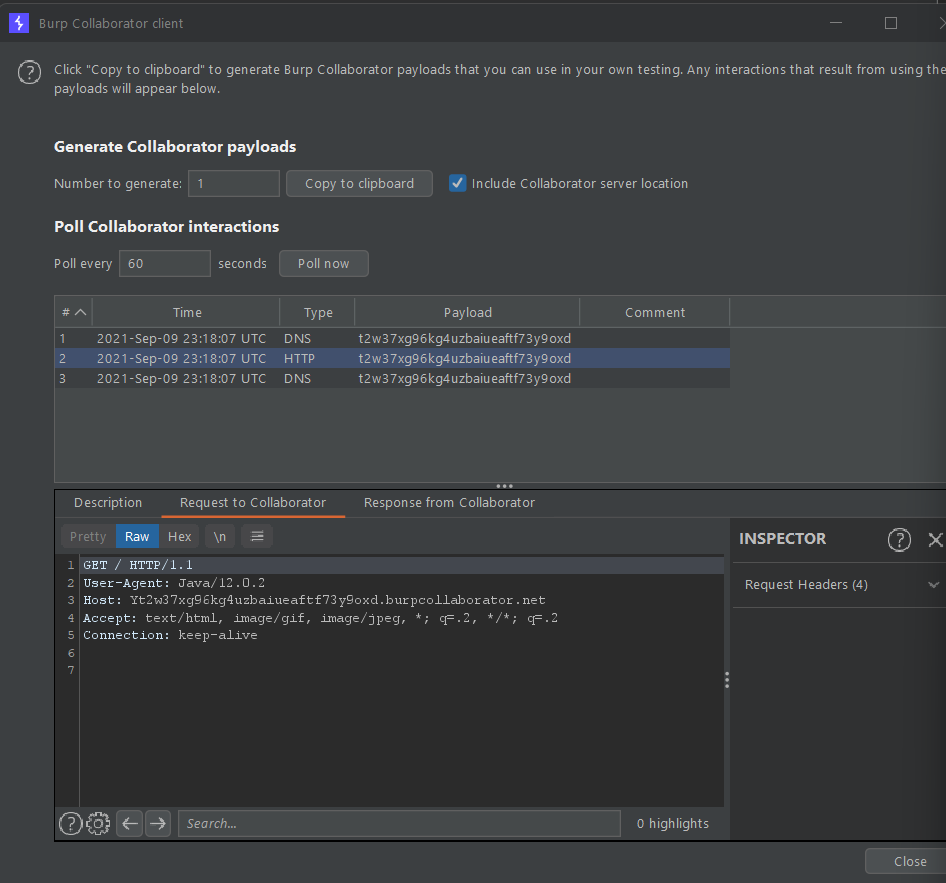 Burp Collaborator client
Click "Copy to clipboard" to generate Burp Collaborator payloads that you can use in your own testing. Any interactions that result from using the
payloads will appear below.
Generate Collaborator payloads
Number to generate: 1 Copy to clipboard Include Collaborator server location
Poll Collaborator interactions
Poll every 60 seconds Poll now
# Time Type Payload Comment
1 2021-Sep-09 23:18:07 UTC DNS t2w37xg96kg4uzbaiueaftf73y9oxd
2 2021-Sep-09 23:18:07 UTC HTTP t2w37xg96kg4uzbaiueaftf73y9oxd
3 2021-Sep-09 23:18:07 UTC DNS t2w37xg96kg4uzbaiueaftf73y9oxd
Description Request to Collaborator Response from Collaborator
Pretty Raw Hex \n
INSPECTOR
Request Headers (4)
1 GET / HTTP/1.1
2 User-Agent: Java/12.0.2
3 Host: Yt2w37xg96kg4uzbaiueaftf73y9oxd.burpcollaborator.net
4 Accept: text/html, image/gif, image/jpeg, *; q=.2, */*; q=.2
5 Connection: keep-alive
6
7
Search... 0 highlights
Close